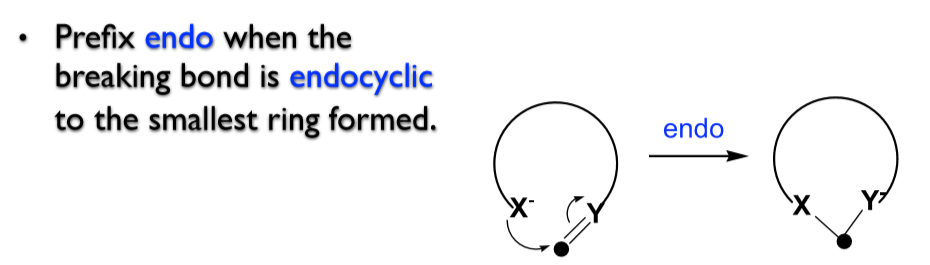 • Prefix endo when the
breaking bond is endocyclic
to the smallest ring formed.
endo
X-
Y
X
Y-